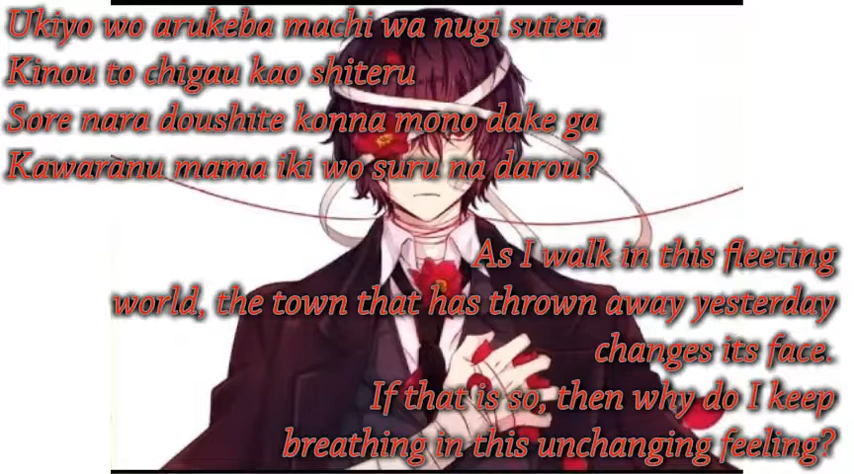 Ukiyo wo arukeba machi wa nugi suteta
Kinou to chigau kao shiteru
Sore nara doushite konna mono dake ga
Kawaranu mama iki wo suru na darou?
As I walk in this fleeting
world, the town that has thrown away yesterday
changes its face.
If that is so, then why do I keep
breathing in this unchanging feeling?